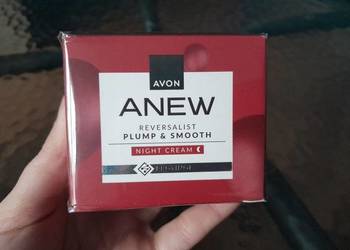 AVON
ANEW
REVERSALIST
PLUMP & SMOOTH
NIGHT CREAM